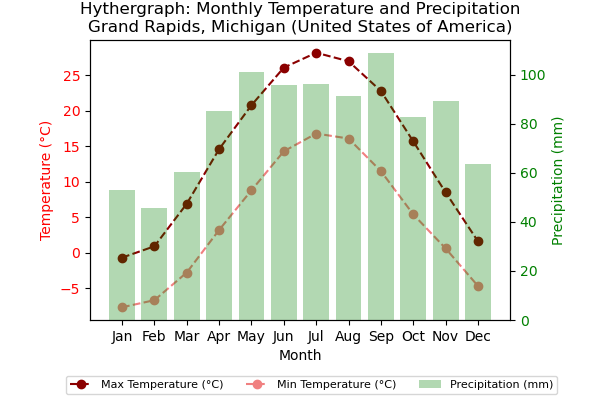 Hythergraph: Monthly Temperature and Precipitation
Grand Rapids, Michigan (United States of America)
Temperature (°C)
25
20
15
10
5
0
−5
100
80
60
40
20
0
Precipitation (mm)
Jan Feb Mar Apr May Jun Jul Aug Sep Oct Nov Dec
Month
Max Temperature (°C) Min Temperature (°C) Precipitation (mm)